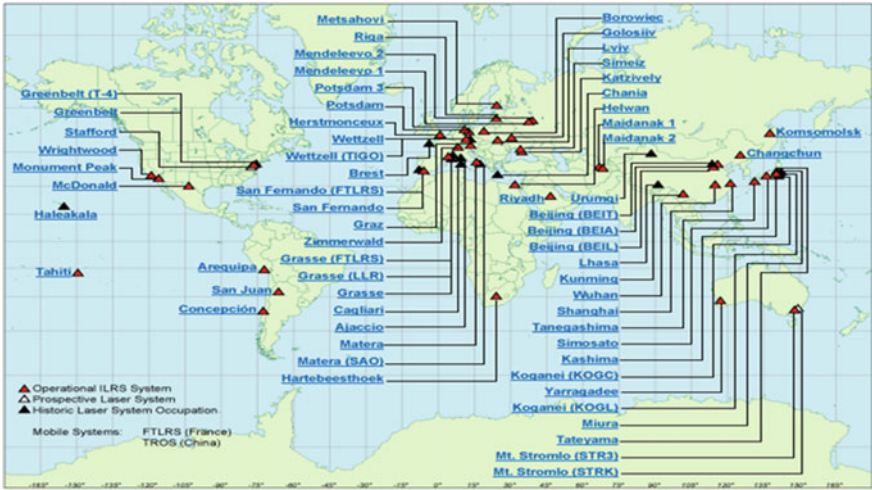 Metsahovi
Riga
Mendeleevo 2
Mendeleevo 1
Potsdam 3
Potsdam
Herstmonceux
Wettzell
Wettzell (TIGO)
Brest
San Fernando (FTLRS)
San Fernando
Graz
Zimmerwald
Grasse (FTLRS)
Grasse (LLR)
Grasse
Cagliari
Ajaccio
Matera
Matera (SAO)
Hartebeesthoek
Greenbelt (T-4)
Greenbelt
Stafford
Wrightwood
Monument Peak
McDonald
Haleakala
Tahiti
Arequipa
San Juan
Concepción
Borowiec
Golosiiv
Lviv
Simeiz
Katzively
Chania
Helwan
Maidanak 1
Maidanak 2
Komsomolsk
Changchun
Riyadh
Urumqi
Beijing (BEIT)
Beijing (BEIA)
Beijing (BEIL)
Lhasa
Kunming
Wuhan
Shanghai
Tanegashima
Simosato
Kashima
Koganei (KOGC)
Yarragadee
Koganei (KOGL)
Miura
Tateyama
Mt. Stromlo (STR3)
Mt. Stromlo (STRK)
Operational ILRS System
Prospective Laser System
Historic Laser System Occupation
Mobile Systems: FTLRS (France)
TROS (China)